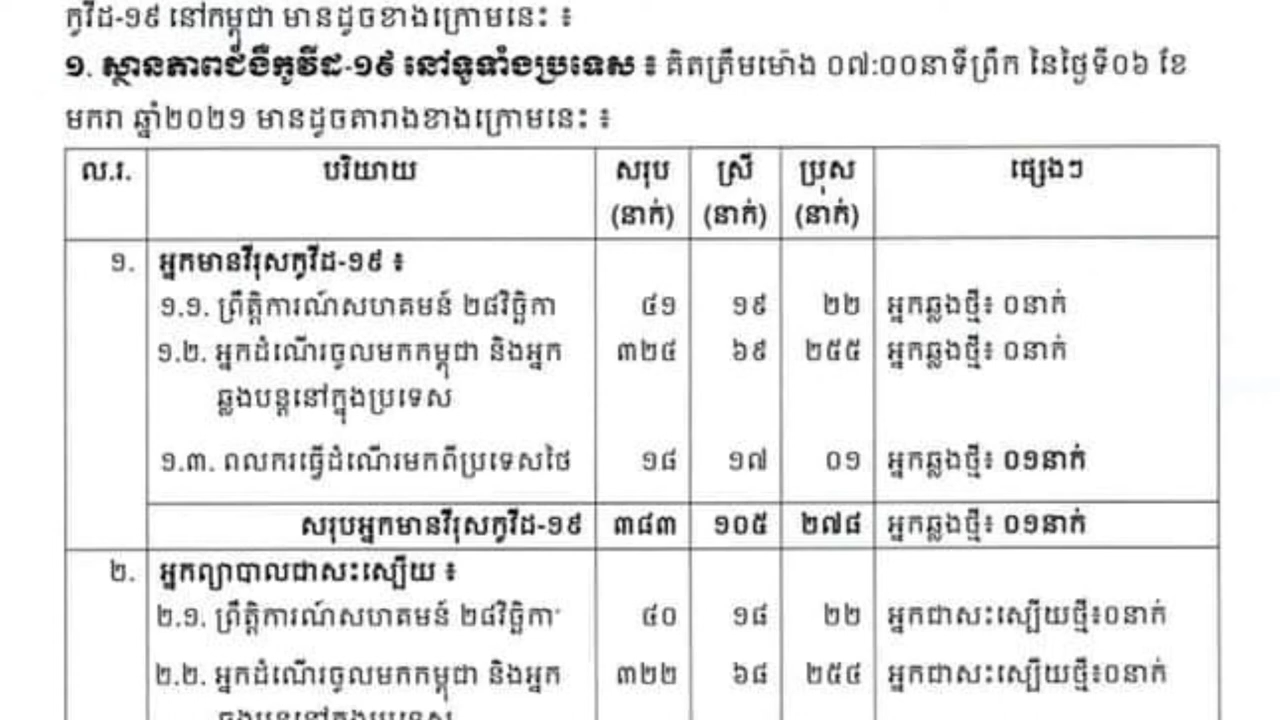 កូវីដ-១៩ នៅកម្ពុជា មានដូចខាងក្រោមនេះ ៖
១. ស្ថានភាពជំងឺកូវីដ-១៩ នៅទូទាំងប្រទេស ៖ គិតត្រឹមម៉ោង ០៧:០០នាទីព្រឹក នៃថ្ងៃទី០៦ ខែ
មករា ឆ្នាំ២០២១ មានដូចតារាងខាងក្រោមនេះ ៖
ល.រ. បរិយាយ សរុប ស្រី ប្រុស ផ្សេងៗ
(នាក់) (នាក់) (នាក់)
១. អ្នកមានវីរុសកូវីដ-១៩ ៖
១.១. ព្រឹត្តិការណ៍សហគមន៍ ២៨វិច្ឆិកា ៤១ ១៩ ២២ អ្នកឆ្លងថ្មី៖ ០នាក់
១.២. អ្នកដំណើរចូលមកកម្ពុជា និងអ្នក ៣២៤ ៦៩ ២៥៥ អ្នកឆ្លងថ្មី៖ ០នាក់
ឆ្លងបន្តនៅក្នុងប្រទេស
១.៣. ពលករធ្វើដំណើរមកពីប្រទេសថៃ ១៨ ១៧ ០១ អ្នកឆ្លងថ្មី៖ ០១នាក់
សរុបអ្នកមានវីរុសកូវីដ-១៩ ៣៨៣ ១០៥ ២៧៨ អ្នកឆ្លងថ្មី៖ ០១នាក់
២. អ្នកព្យាបាលជាសះស្បើយ ៖
២.១. ព្រឹត្តិការណ៍សហគមន៍ ២៨វិច្ឆិកា ៤០ ១៨ ២២ អ្នកជាសះស្បើយថ្មី៖០នាក់
២.២. អ្នកដំណើរចូលមកកម្ពុជា និងអ្នក ៣២២ ៦៨ ២៥៤ អ្នកជាសះស្បើយថ្មី៖០នាក់